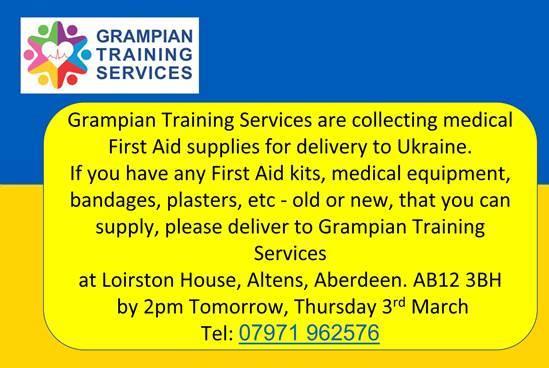 GRAMPIAN
TRAINING
SERVICES
Grampian Training Services are collecting medical
First Aid supplies for delivery to Ukraine.
If you have any First Aid kits, medical equipment,
bandages, plasters, etc - old or new, that you can
supply, please deliver to Grampian Training
Services
at Loirston House, Altens, Aberdeen. AB12 3BH
by 2pm Tomorrow, Thursday 3rd March
Tel: 07971 962576